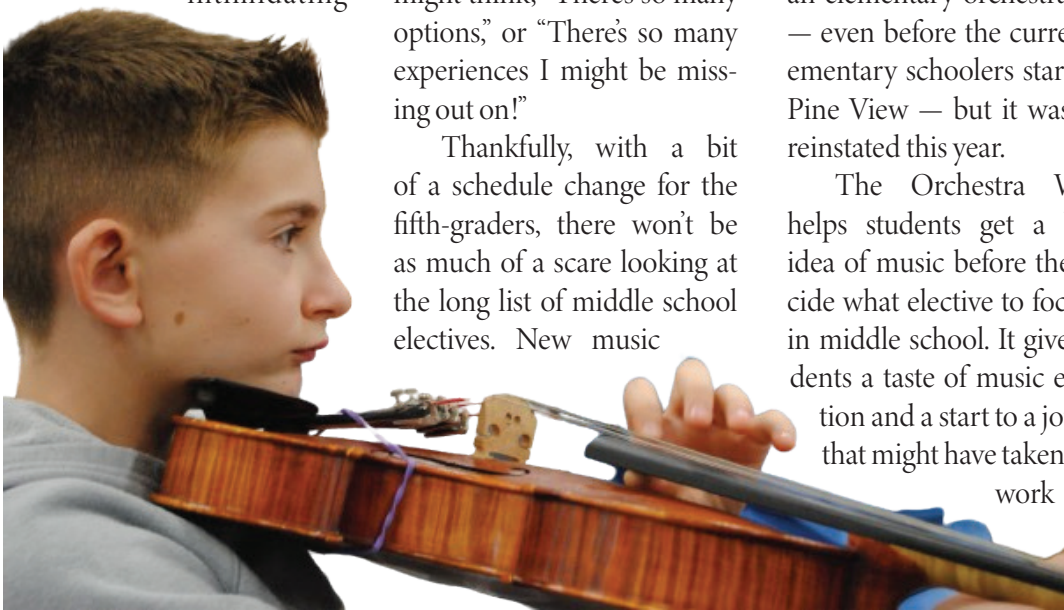 intimidating
might think, “There’s so many
options,” or “There’s so many
experiences I might be miss-
ing out on!”
Thankfully, with a bit
of a schedule change for the
fifth-graders, there won’t be
as much of a scare looking at
the long list of middle school
electives. New music
an elementary orchestra
— even before the curre
ementary schoolers star
Pine View — but it was
reinstated this year.
The Orchestra W
helps students get a
idea of music before the
cide what elective to foc
in middle school. It give
dents a taste of music e
tion and a start to a jo
that might have taken
work